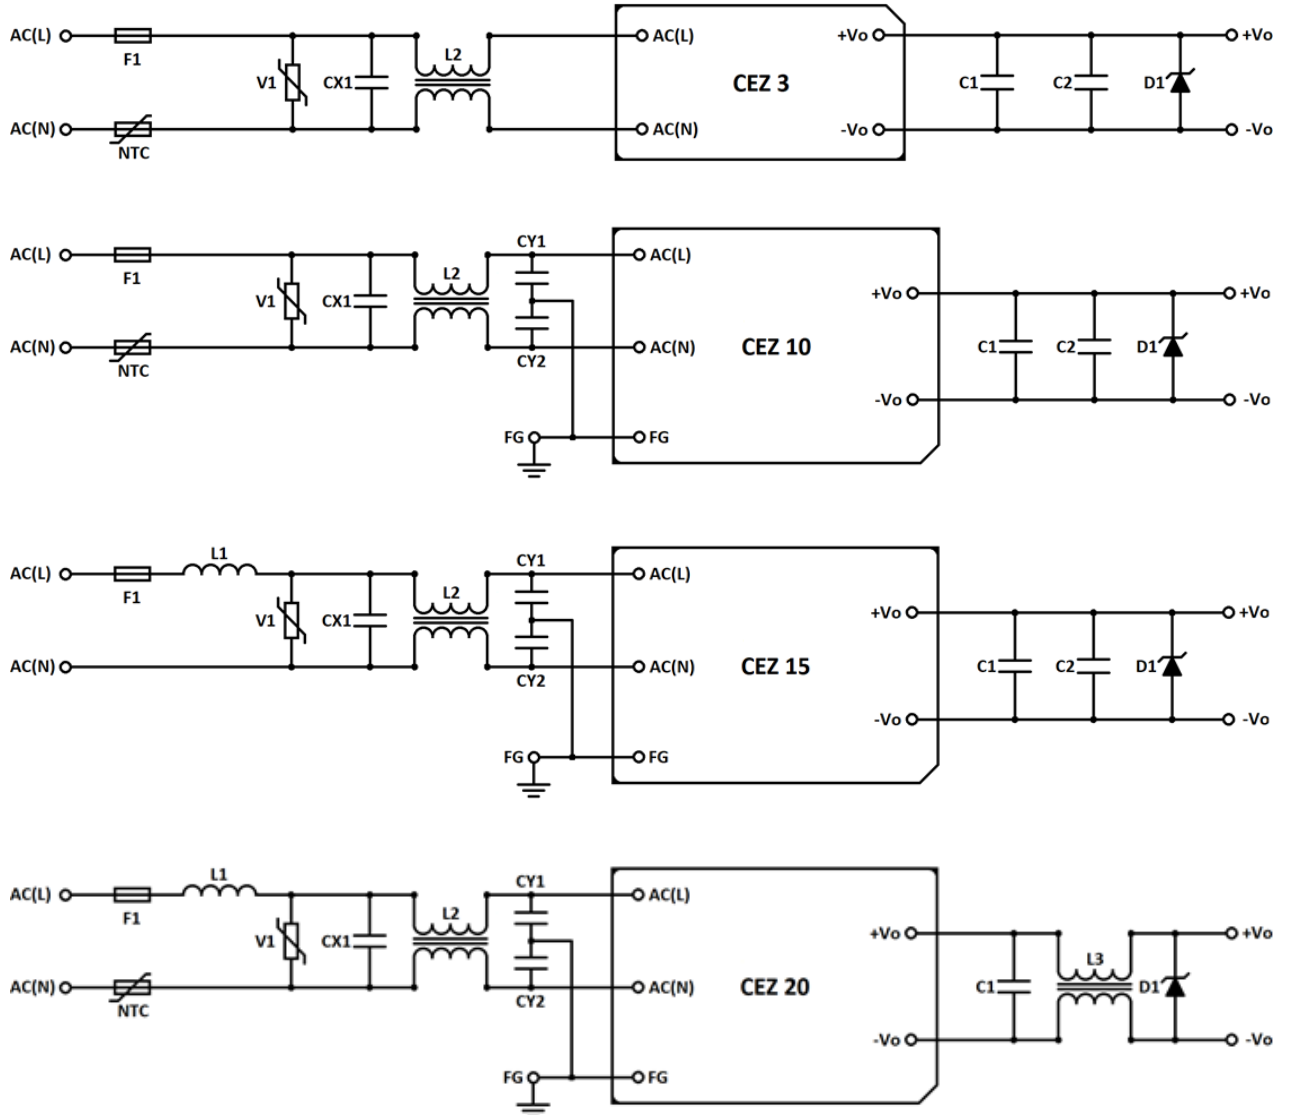 AC(L) F1 L2 AC(L) +Vo +Vo
V1 CX1 CEZ 3 C1 C2 D1
AC(N) NTC AC(N) -Vo -Vo
CY1
AC(L) F1 L2 AC(L)
+Vo +Vo
V1 CX1
AC(N) NTC CY2 AC(N) CEZ 10 C1 C2 D1
-Vo -Vo
FG FG
L1 CY1
AC(L) F1 L2 AC(L)
+Vo +Vo
V1 CX1
AC(N) CY2 AC(N) CEZ 15 C1 C2 D1
-Vo -Vo
FG FG
L1 CY1
AC(L) F1 L2 AC(L)
+Vo +Vo
V1 CX1 L3
AC(N) NTC CY2 AC(N) CEZ 20 C1 D1
-Vo -Vo
FG FG